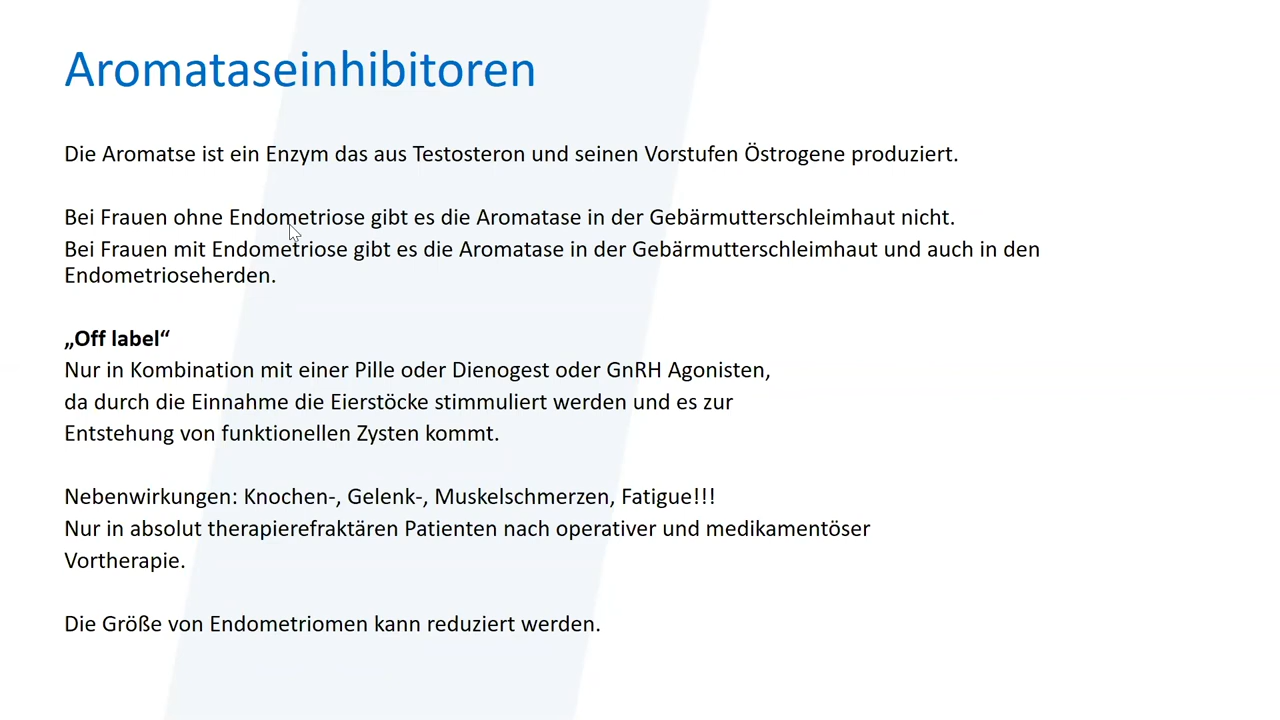 Aromataseinhibitoren
Die Aromatse ist ein Enzym das aus Testosteron und seinen Vorstufen Östrogene produziert.
Bei Frauen ohne Endometriose gibt es die Aromatase in der Gebärmutterschleimhaut nicht.
Bei Frauen mit Endometriose gibt es die Aromatase in der Gebärmutterschleimhaut und auch in den
Endometrioseherden.
„Off label“
Nur in Kombination mit einer Pille oder Dienogest oder GnRH Agonisten,
da durch die Einnahme die Eierstöcke stimmuliert werden und es zur
Entstehung von funktionellen Zysten kommt.
Nebenwirkungen: Knochen-, Gelenk-, Muskelschmerzen, Fatigue!!!
Nur in absolut therapierefraktären Patienten nach operativer und medikamentöser
Vortherapie.
Die Größe von Endometriomen kann reduziert werden.